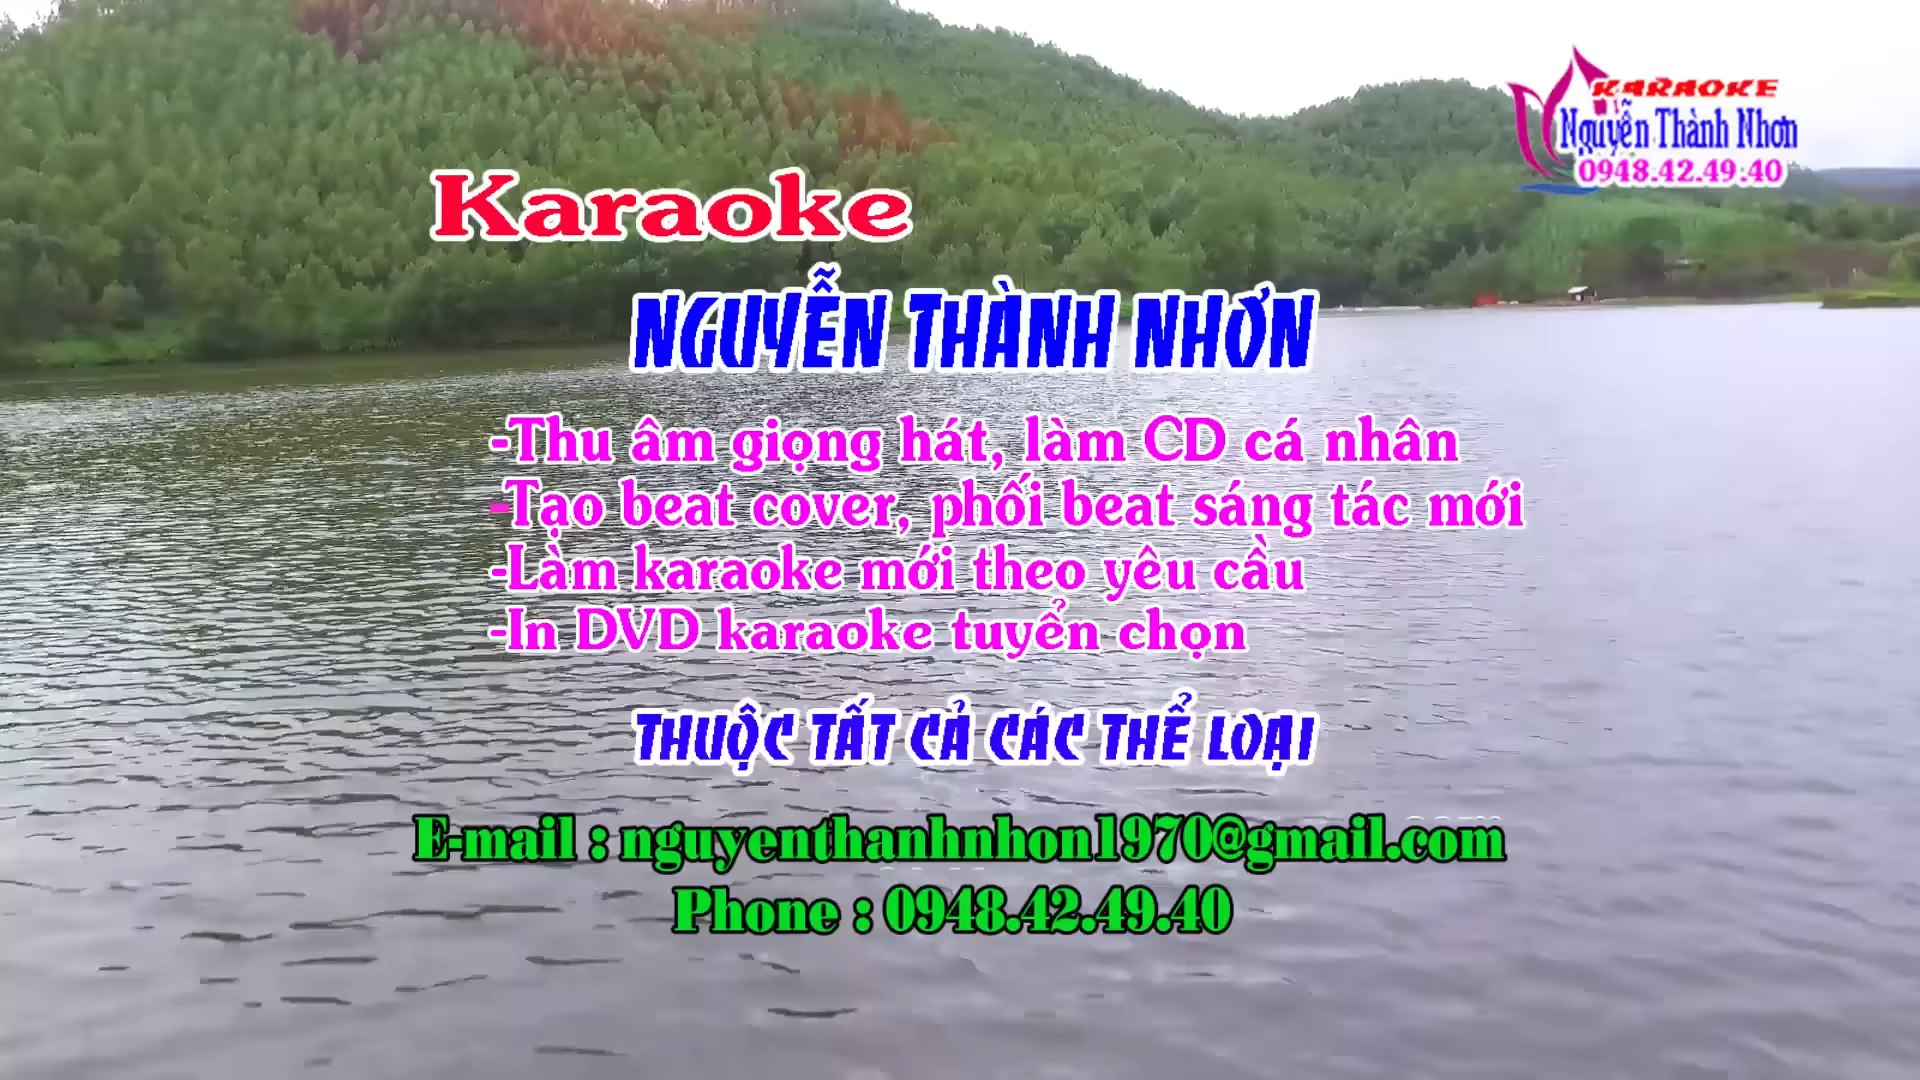 KARAOKE
Nguyễn Thành Nhơn
0948.42.49.40
Karaoke
NGUYỄN THÀNH NHƠN
-Thu âm giọng hát, làm CD cá nhân
-Tạo beat cover, phối beat sáng tác mới
-Làm karaoke mới theo yêu cầu
-In DVD karaoke tuyển chọn
THUỘC TẤT CẢ CÁC THỂ LOẠI
E-mail : nguyenthanhnhon1970@gmail.com
Phone : 0948.42.49.40